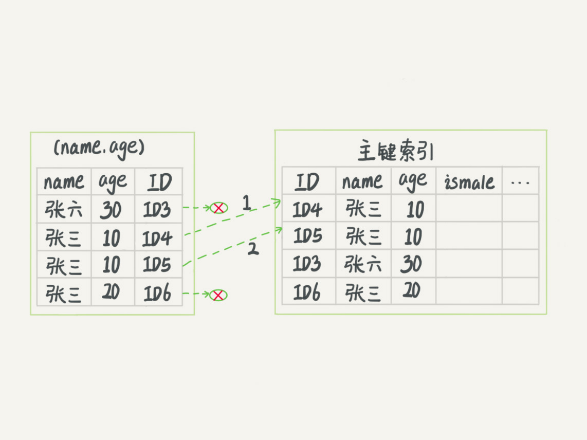 (name.age)
name age ID
张六 30 ID3
张三 10 ID4
张三 10 ID5
张三 20 ID6
1
2
主键索引
ID name age ismale ...
ID4 张三 10
ID5 张三 10
ID3 张六 30
ID6 张三 20